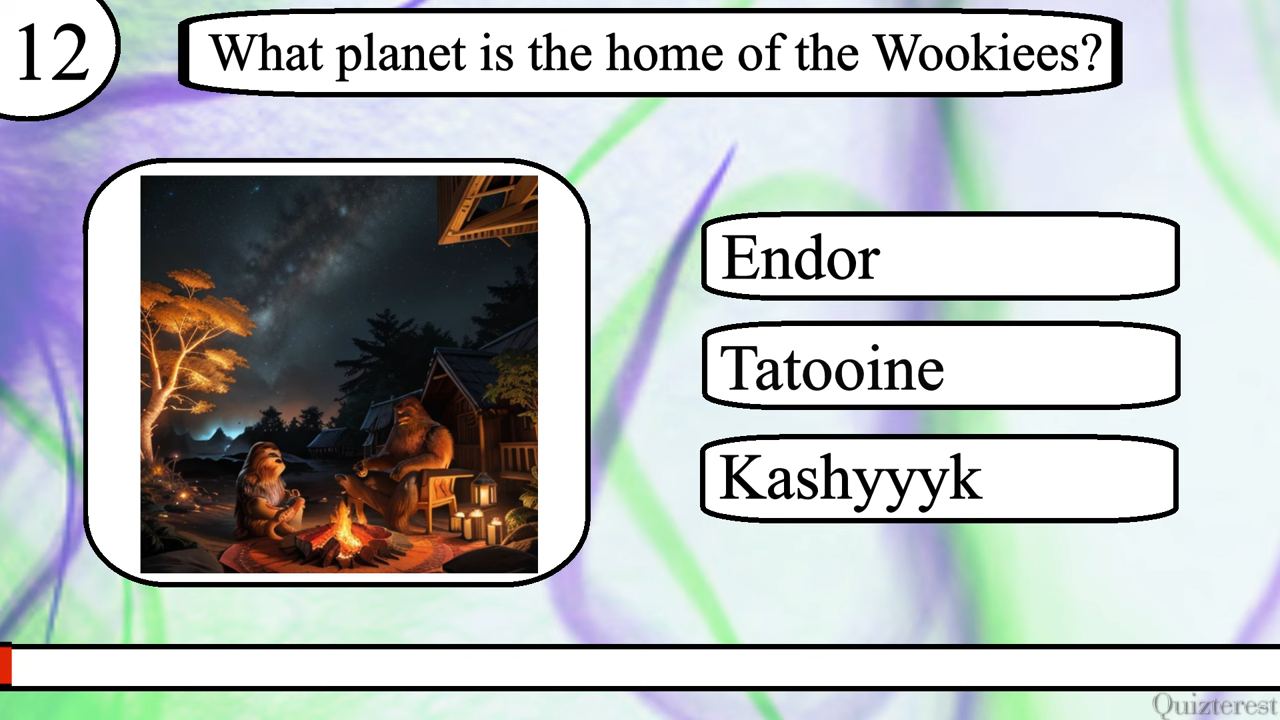 12
What planet is the home of the Wookiees?
Endor
Tatooine
Kashyyyk
Quizterest